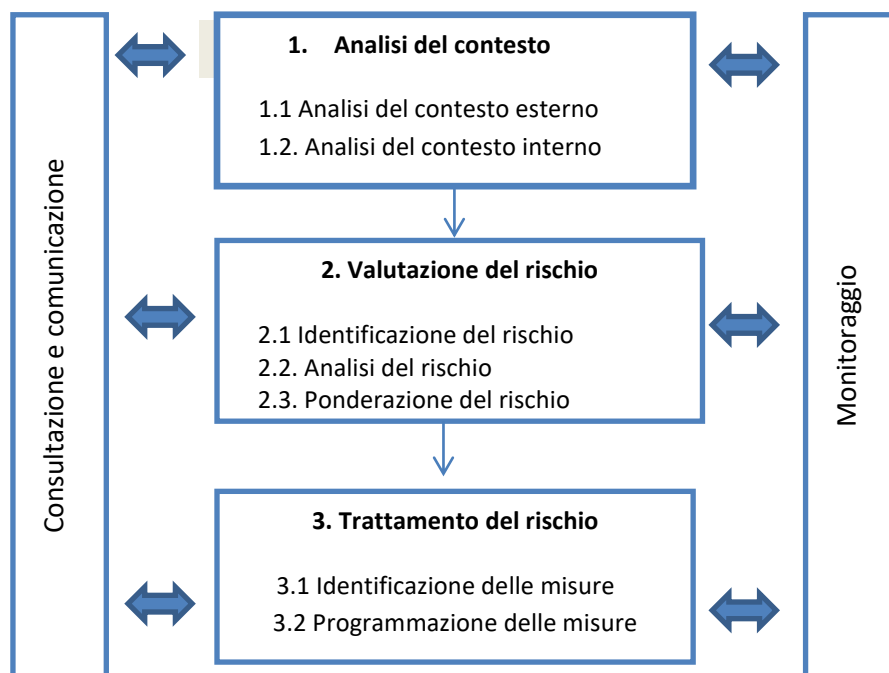 Consultazione e comunicazione
1. Analisi del contesto
1.1 Analisi del contesto esterno
1.2. Analisi del contesto interno
2. Valutazione del rischio
2.1 Identificazione del rischio
2.2. Analisi del rischio
2.3. Ponderazione del rischio
3. Trattamento del rischio
3.1 Identificazione delle misure
3.2 Programmazione delle misure
Monitoraggio